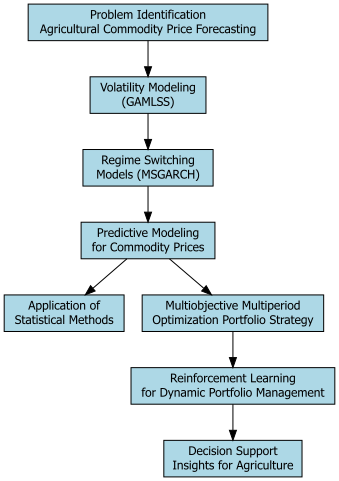 Problem Identification
Agricultural Commodity Price Forecasting
Volatility Modeling
(GAMLSS)
Regime Switching
Models (MSGARCH)
Predictive Modeling
for Commodity Prices
Application of
Statistical Methods
Multiobjective Multiperiod
Optimization Portfolio Strategy
Reinforcement Learning
for Dynamic Portfolio Management
Decision Support
Insights for Agriculture